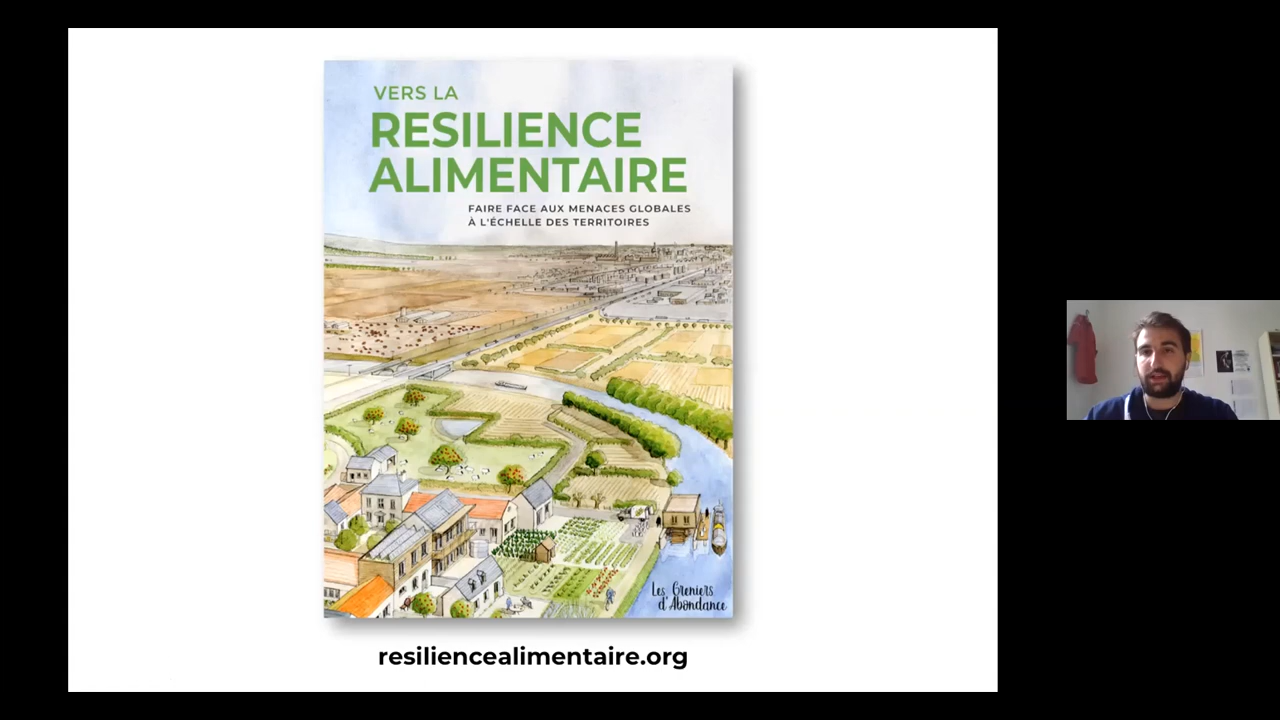 VERS LA
RESILIENCE
ALIMENTAIRE
FAIRE FACE AUX MENACES GLOBALES
À L'ÉCHELLE DES TERRITOIRES
Les Greniers
d'Abondance
resiliencealimentaire.org